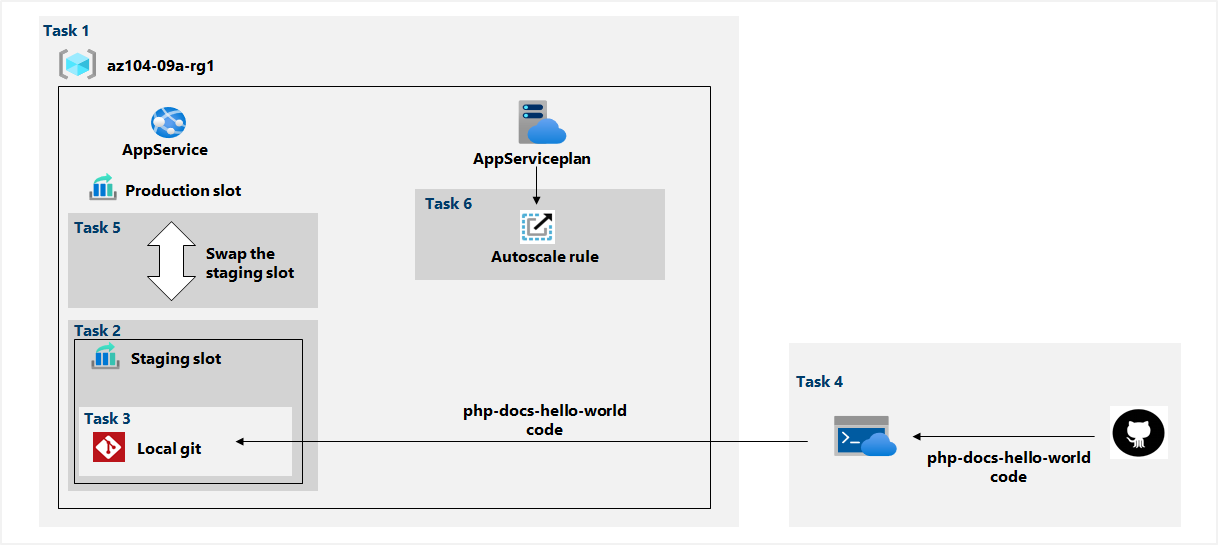 Task 1
az104-09a-rg1
AppService
Production slot
Task 5
Swap the
staging slot
Task 2
Staging slot
Task 3
Local git
AppServiceplan
Task 6
Autoscale rule
php-docs-hello-world
code
Task 4
php-docs-hello-world
code